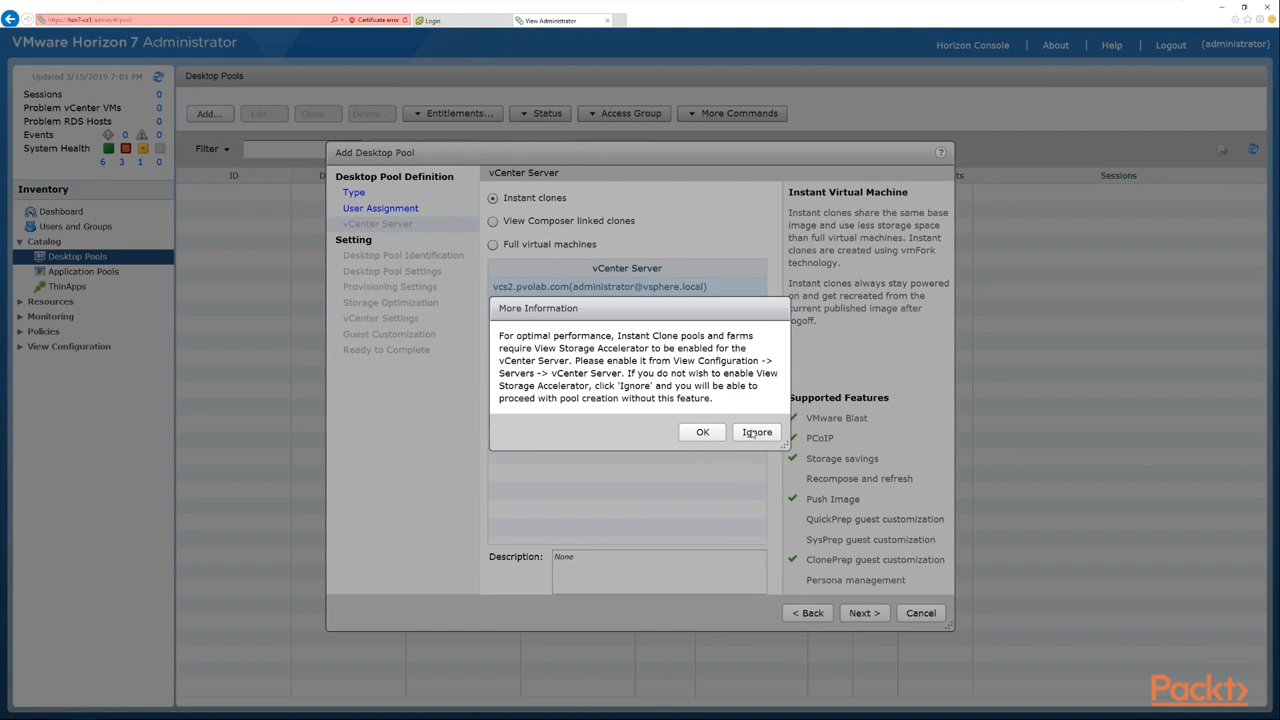 https://hzn7-cs1/admin/#/pool
Certificate error
Login
View Administrator
VMware Horizon 7 Administrator
Horizon Console
About
Help
Logout
(administrator)
Updated 3/15/2019 7:01 PM
Sessions 0
Problem vCenter VMs 0
Problem RDS Hosts 0
Events 0 0
System Health
6 3 1 0
Inventory
Dashboard
Users and Groups
Catalog
Desktop Pools
Application Pools
ThinApps
Resources
Monitoring
Policies
View Configuration
Desktop Pools
Add...
Edit...
Clone...
Delete...
Entitlements...
Status
Access Group
More Commands
Filter
ID
Sessions
Add Desktop Pool
?
Desktop Pool Definition
Type
User Assignment
vCenter Server
Setting
Desktop Pool Identification
Desktop Pool Settings
Provisioning Settings
Storage Optimization
vCenter Settings
Guest Customization
Ready to Complete
vCenter Server
Instant clones
View Composer linked clones
Full virtual machines
vCenter Server
vcs2.pvolab.com(administrator@vsphere.local)
More Information
For optimal performance, Instant Clone pools and farms
require View Storage Accelerator to be enabled for the
vCenter Server. Please enable it from View Configuration ->
Servers -> vCenter Server. If you do not wish to enable View
Storage Accelerator, click 'Ignore' and you will be able to
proceed with pool creation without this feature.
OK
Ignore
Description:
None
Instant Virtual Machine
Instant clones share the same base
image and use less storage space
than full virtual machines. Instant
clones are created using vmFork
technology.
Instant clones always stay powered
on and get recreated from the
current published image after
logoff.
Supported Features
VMware Blast
PCoIP
Storage savings
Recompose and refresh
Push Image
QuickPrep guest customization
SysPrep guest customization
ClonePrep guest customization
Persona management
< Back
Next >
Cancel
Packt>